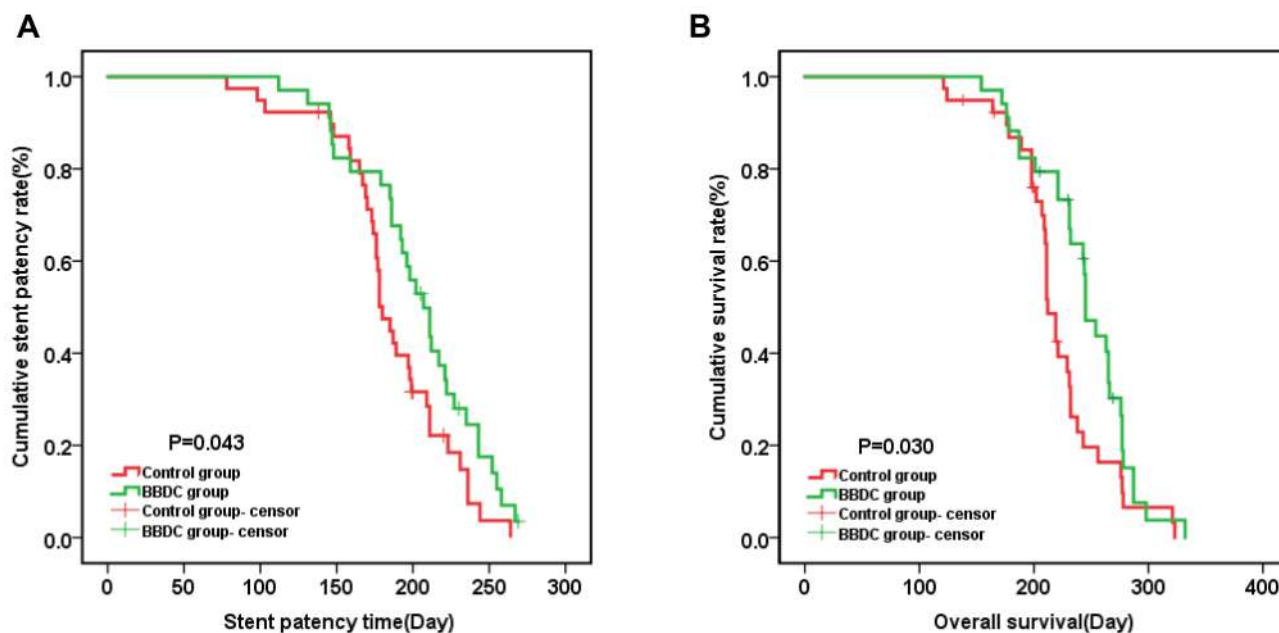 A
Cumulative stent patency rate(%)
1.0
0.8
0.6
0.4
0.2
0.0
P=0.043
Control group
BBDC group
Control group- censor
BBDC group- censor
0 50 100 150 200 250 300
Stent patency time(Day)
B
Cumulative survival rate(%)
1.0
0.8
0.6
0.4
0.2
0.0
P=0.030
Control group
BBDC group
Control group- censor
BBDC group- censor
0 100 200 300 400
Overall survival(Day)